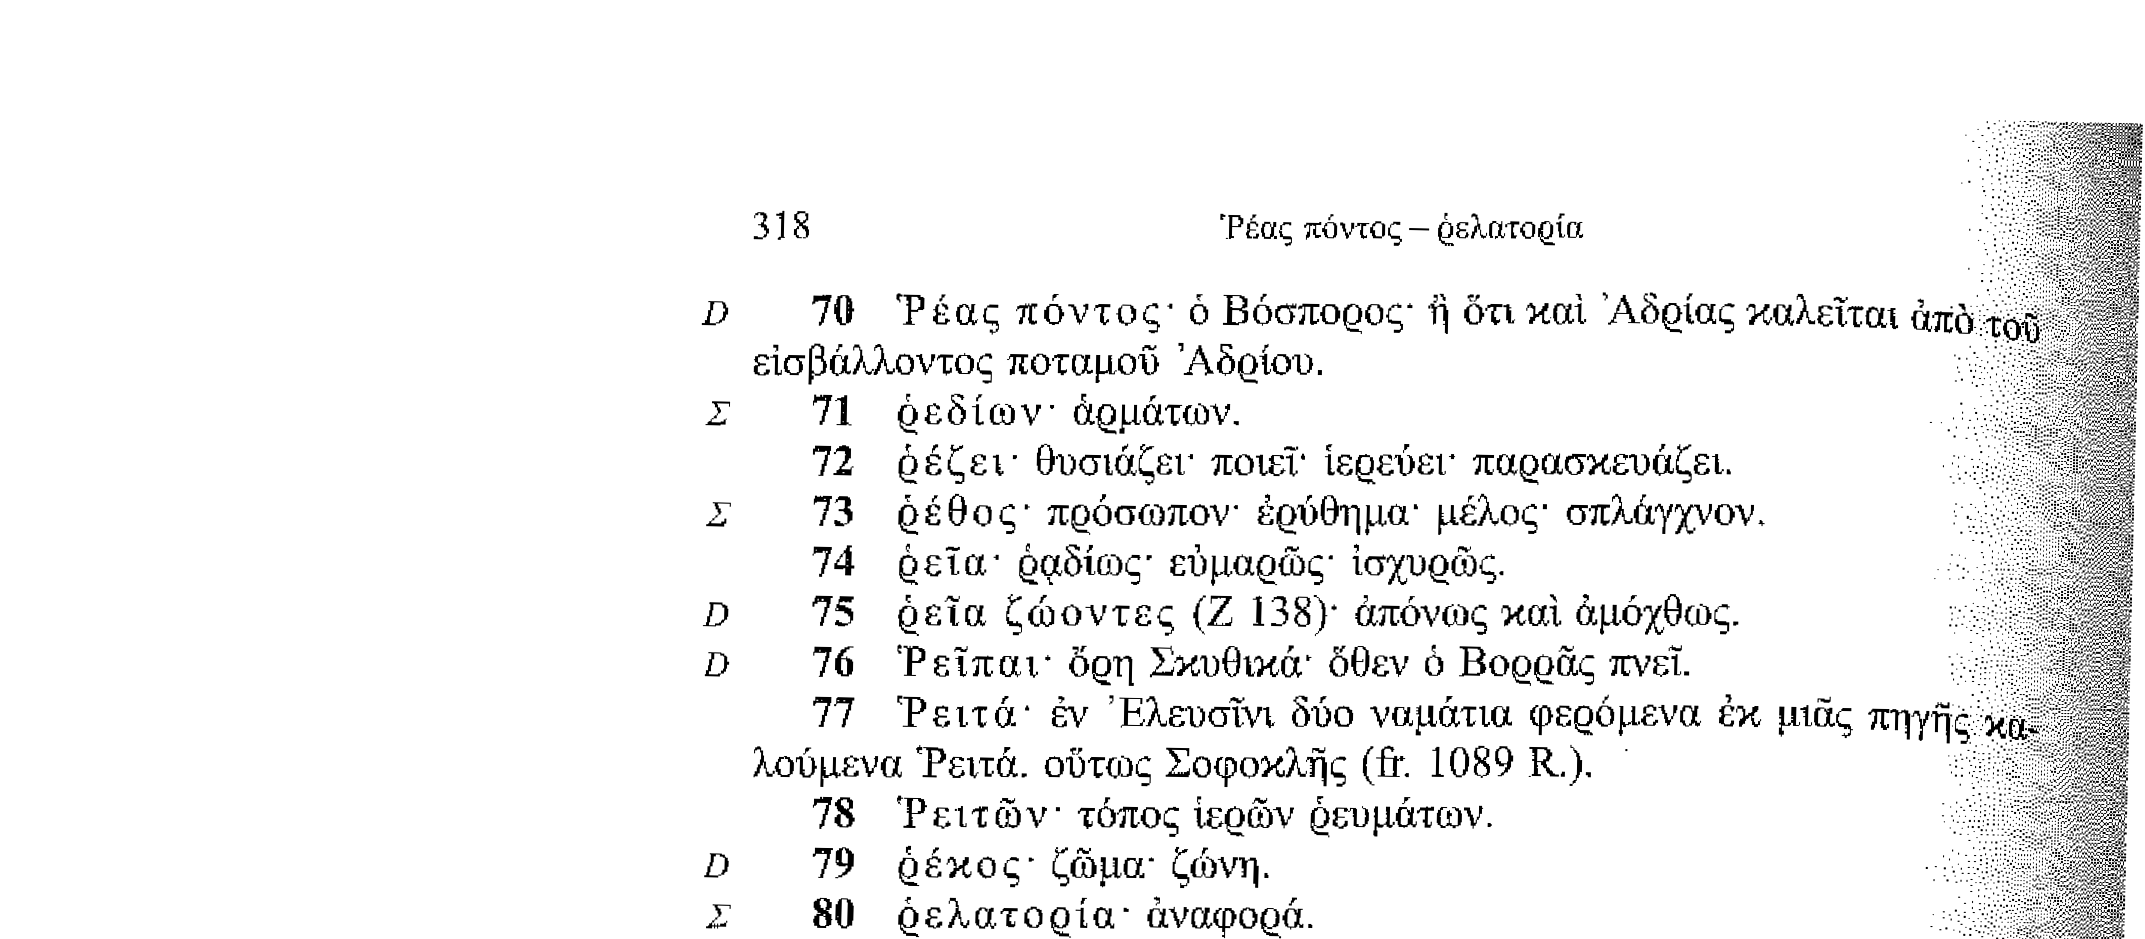 318 Ῥέας πόντος – ῥελατορία
D 70 Ῥέας πόντος· ὁ Βόσπορος· ἢ ὅτι καὶ Ἀδρίας καλεῖται ἀπὸ τοῦ
εἰσβάλλοντος ποταμοῦ Ἀδρίου.
Σ 71 ῥεδίων· ἁρμάτων.
72 ῥέζει· θυσιάζει· ποιεῖ· ἱερεύει· παρασκευάζει.
Σ 73 ῥέθος· πρόσωπον· ἐρύθημα· μέλος· σπλάγχνον.
74 ῥεῖα· ῥᾳδίως· εὐμαρῶς· ἰσχυρῶς.
D 75 ῥεῖα ζώοντες (Ζ 138)· ἀπόνως καὶ ἀμόχθως.
D 76 Ῥεῖπαι· ὄρη Σκυθικά· ὅθεν ὁ Βορρᾶς πνεῖ.
77 Ῥειτά· ἐν Ἐλευσῖνι δύο ναμάτια φερόμενα ἐκ μιᾶς πηγῆς κα-
λούμενα Ῥειτά. οὕτως Σοφοκλῆς (fr. 1089 R.).
78 Ῥειτῶν· τόπος ἱερῶν ῥευμάτων.
D 79 ῥέκος· ζῶμα· ζώνη.
Σ 80 ῥελατορία· ἀναφορά.